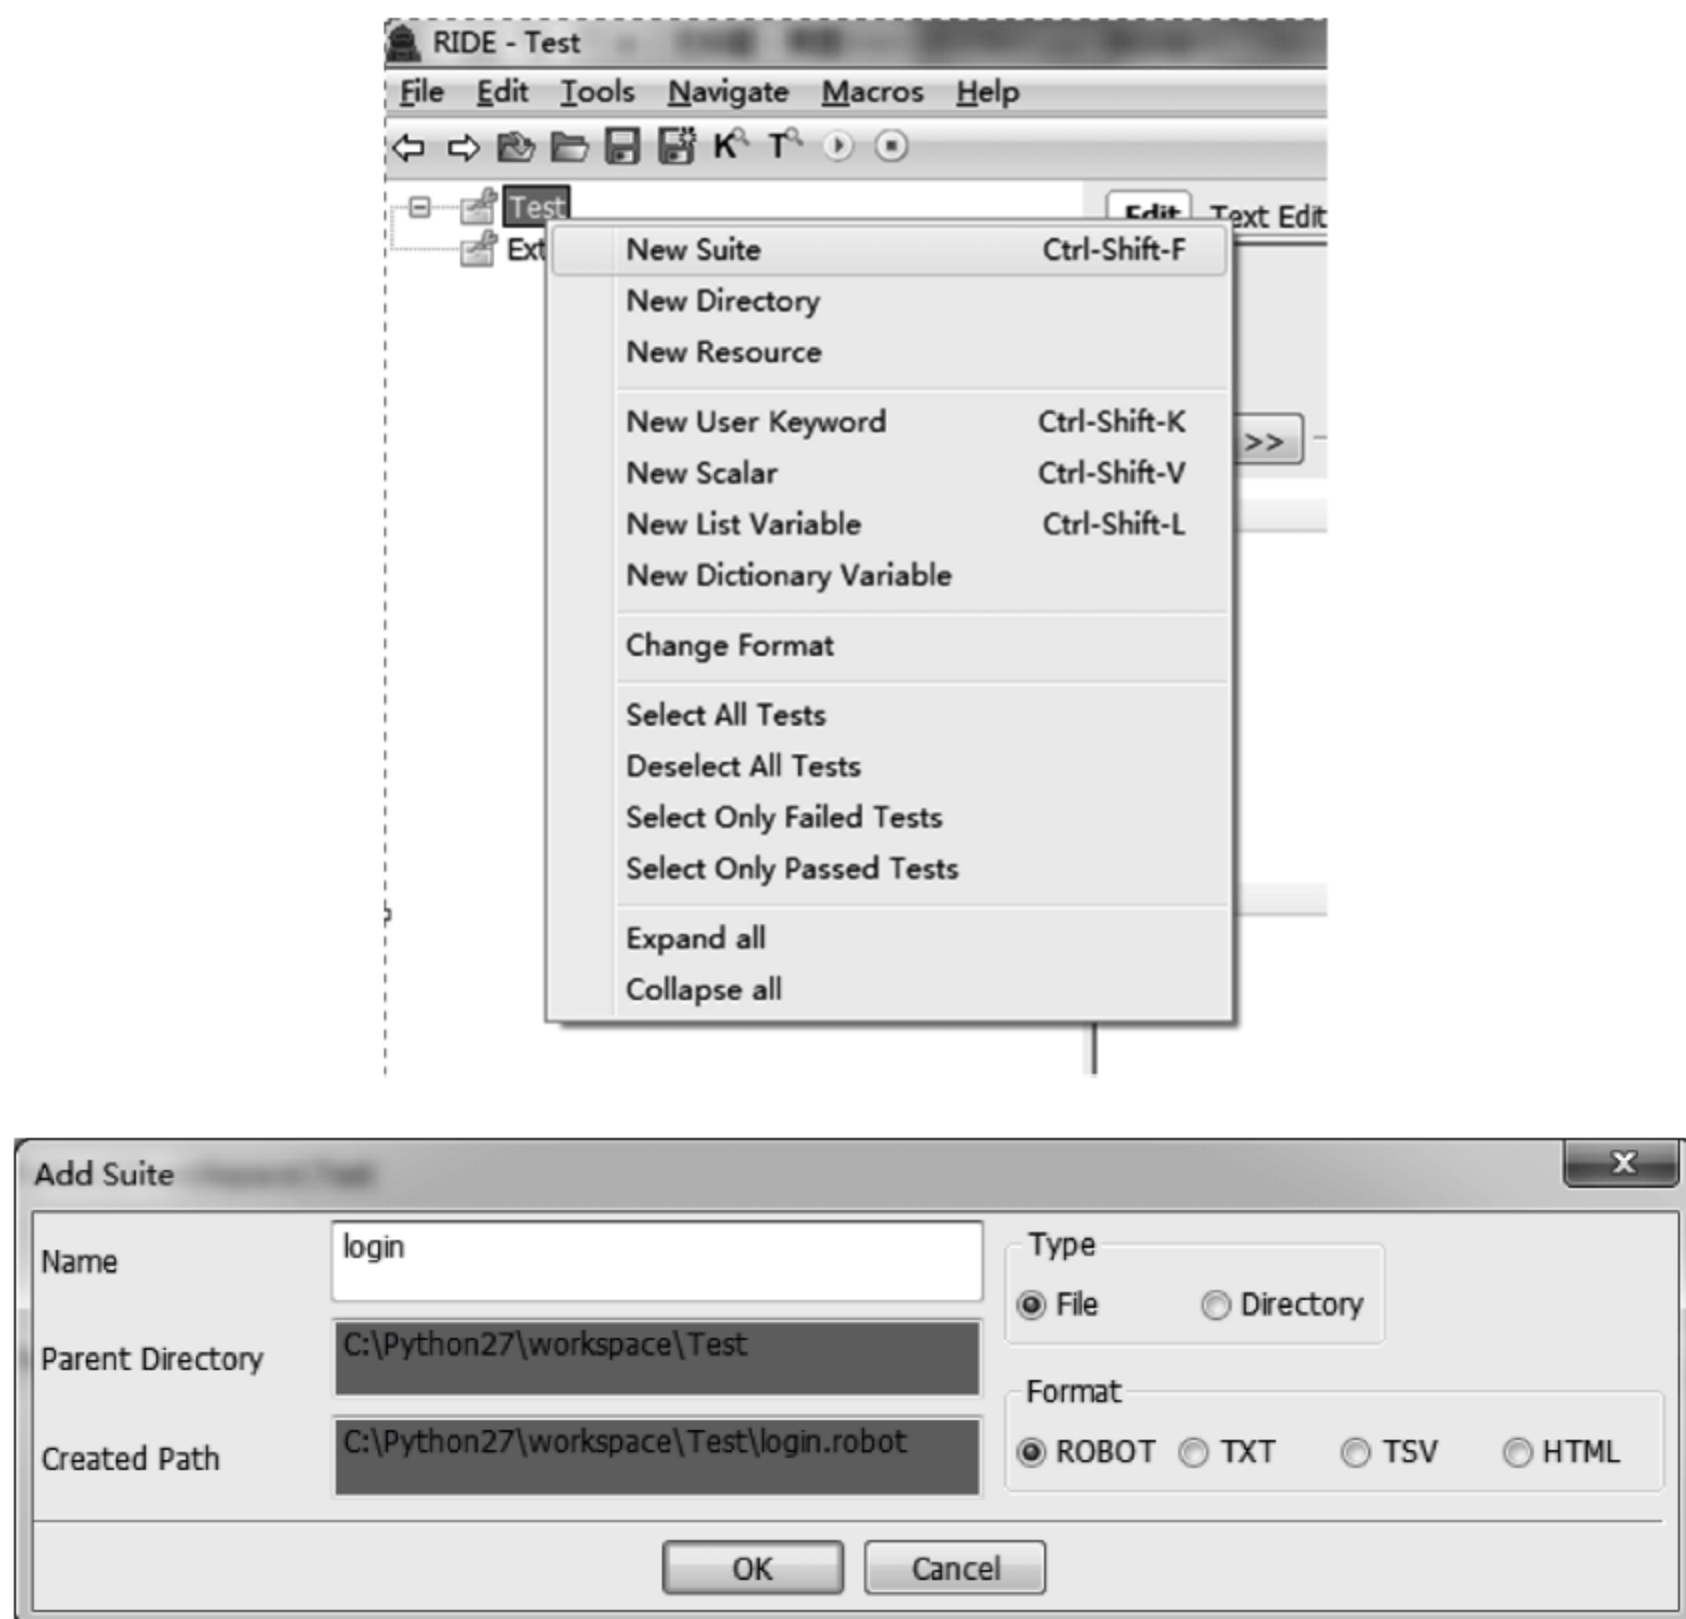 RIDE - Test
File Edit Tools Navigate Macros Help
K T
Test
Edit Text Edit
Ext
New Suite Ctrl-Shift-F
New Directory
New Resource
New User Keyword Ctrl-Shift-K
>>
New Scalar Ctrl-Shift-V
New List Variable Ctrl-Shift-L
New Dictionary Variable
Change Format
Select All Tests
Deselect All Tests
Select Only Failed Tests
Select Only Passed Tests
Expand all
Collapse all
Add Suite
Name login
Type
File Directory
Parent Directory C:\Python27\workspace\Test
Format
Created Path C:\Python27\workspace\Test\login.robot
ROBOT TXT TSV HTML
OK Cancel